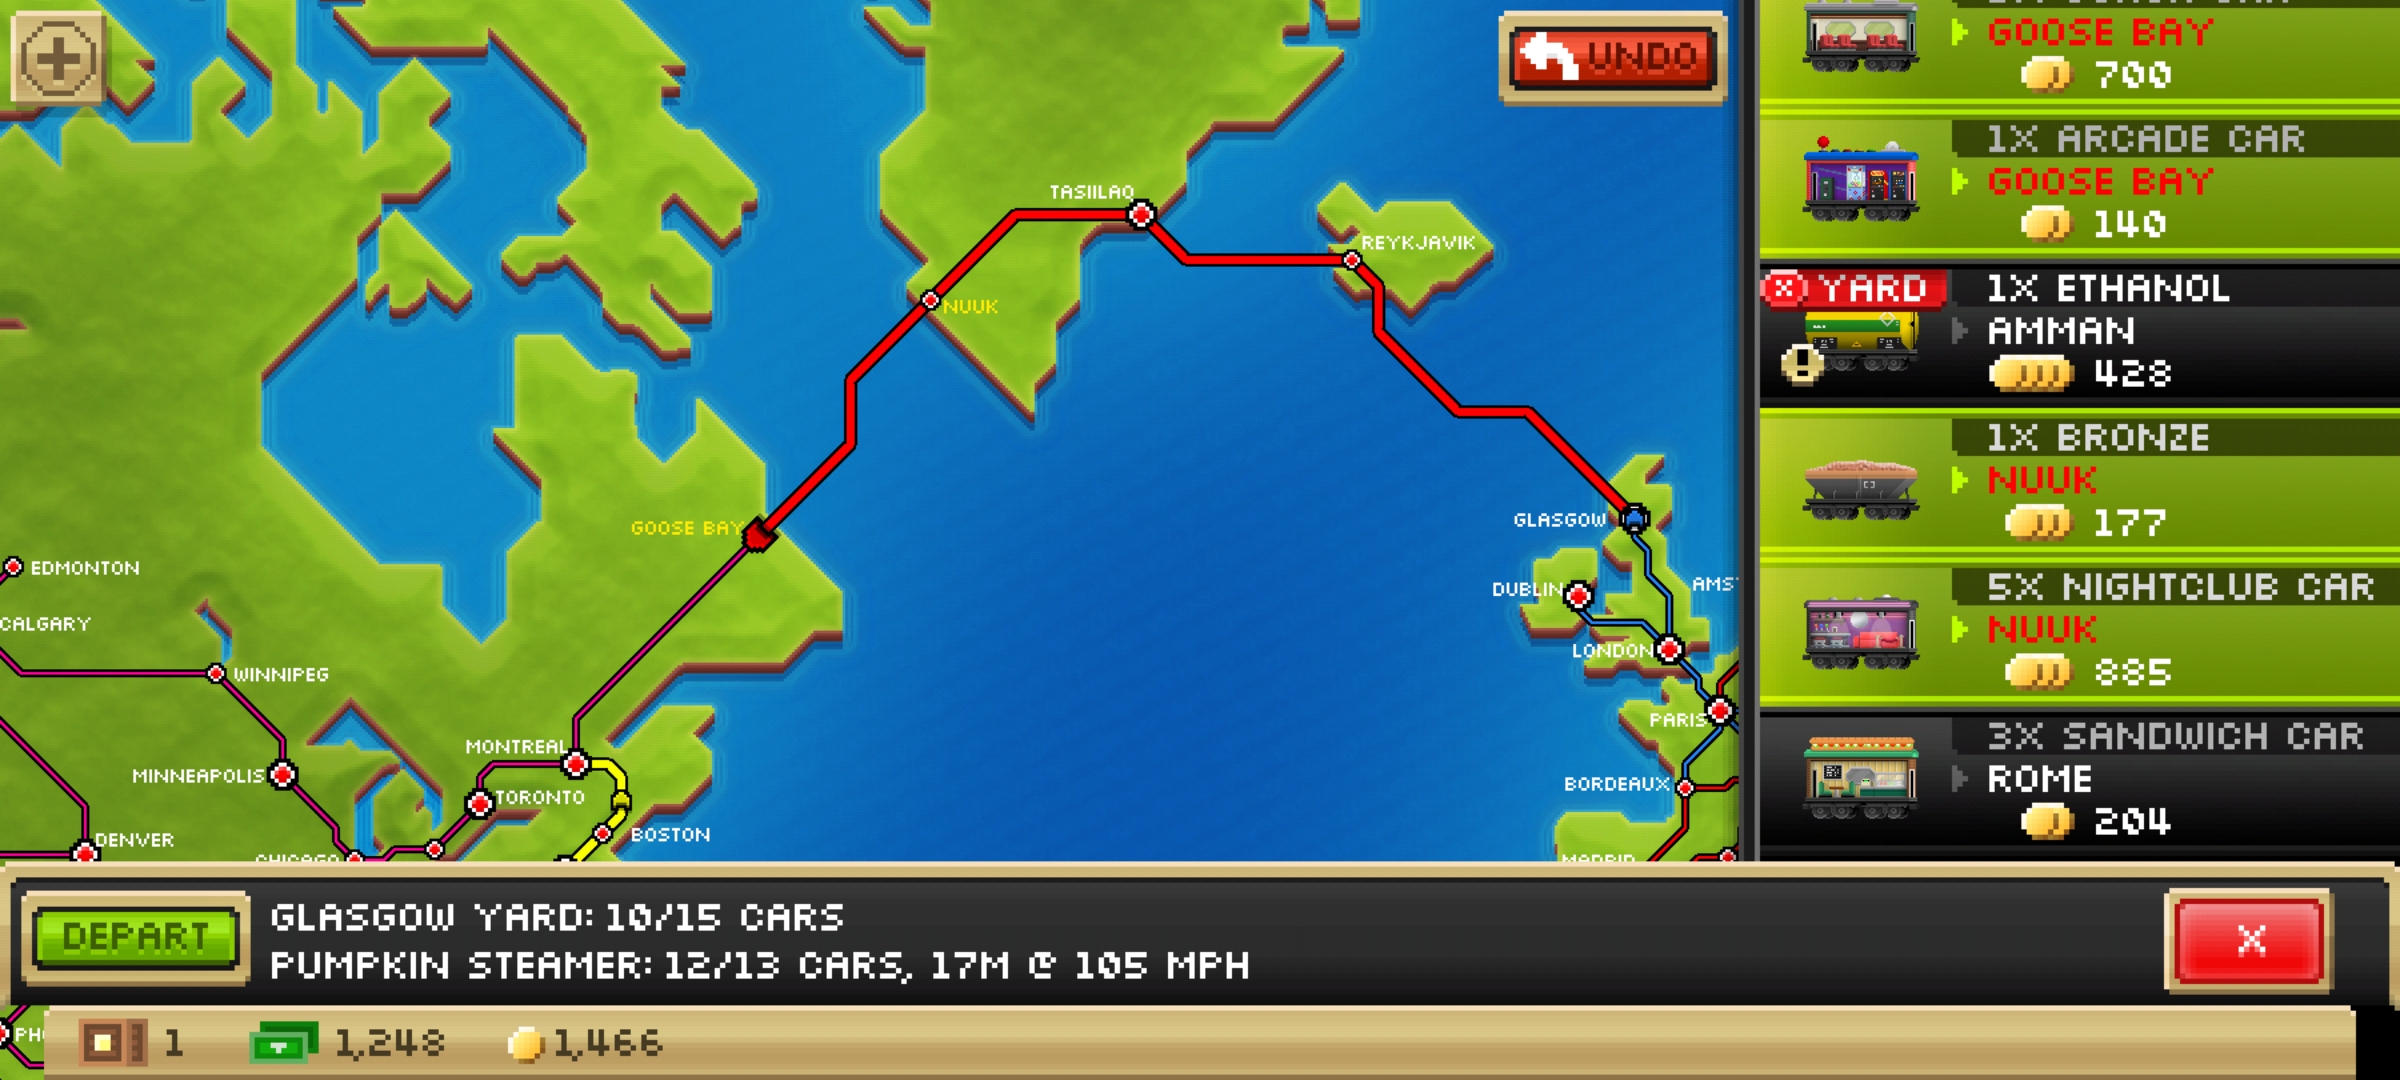 UNDO
TASIILAQ
REYKJAVIK
NUUK
GOOSE BAY
GLASGOW
EDMONTON
DUBLIN
AMS
CALGARY
LONDON
WINNIPEG
PARIS
MONTREAL
MINNEAPOLIS
BORDEAUX
TORONTO
BOSTON
DENVER
CHICAGO
MADRID
GOOSE BAY
700
1X ARCADE CAR
GOOSE BAY
140
X YARD
1X ETHANOL
AMMAN
428
1X BRONZE
NUUK
177
5X NIGHTCLUB CAR
NUUK
885
3X SANDWICH CAR
ROME
204
DEPART
GLASGOW YARD: 10/15 CARS
PUMPKIN STEAMER: 12/13 CARS, 17M @ 105 MPH
X
PH
1
1,248
1,466